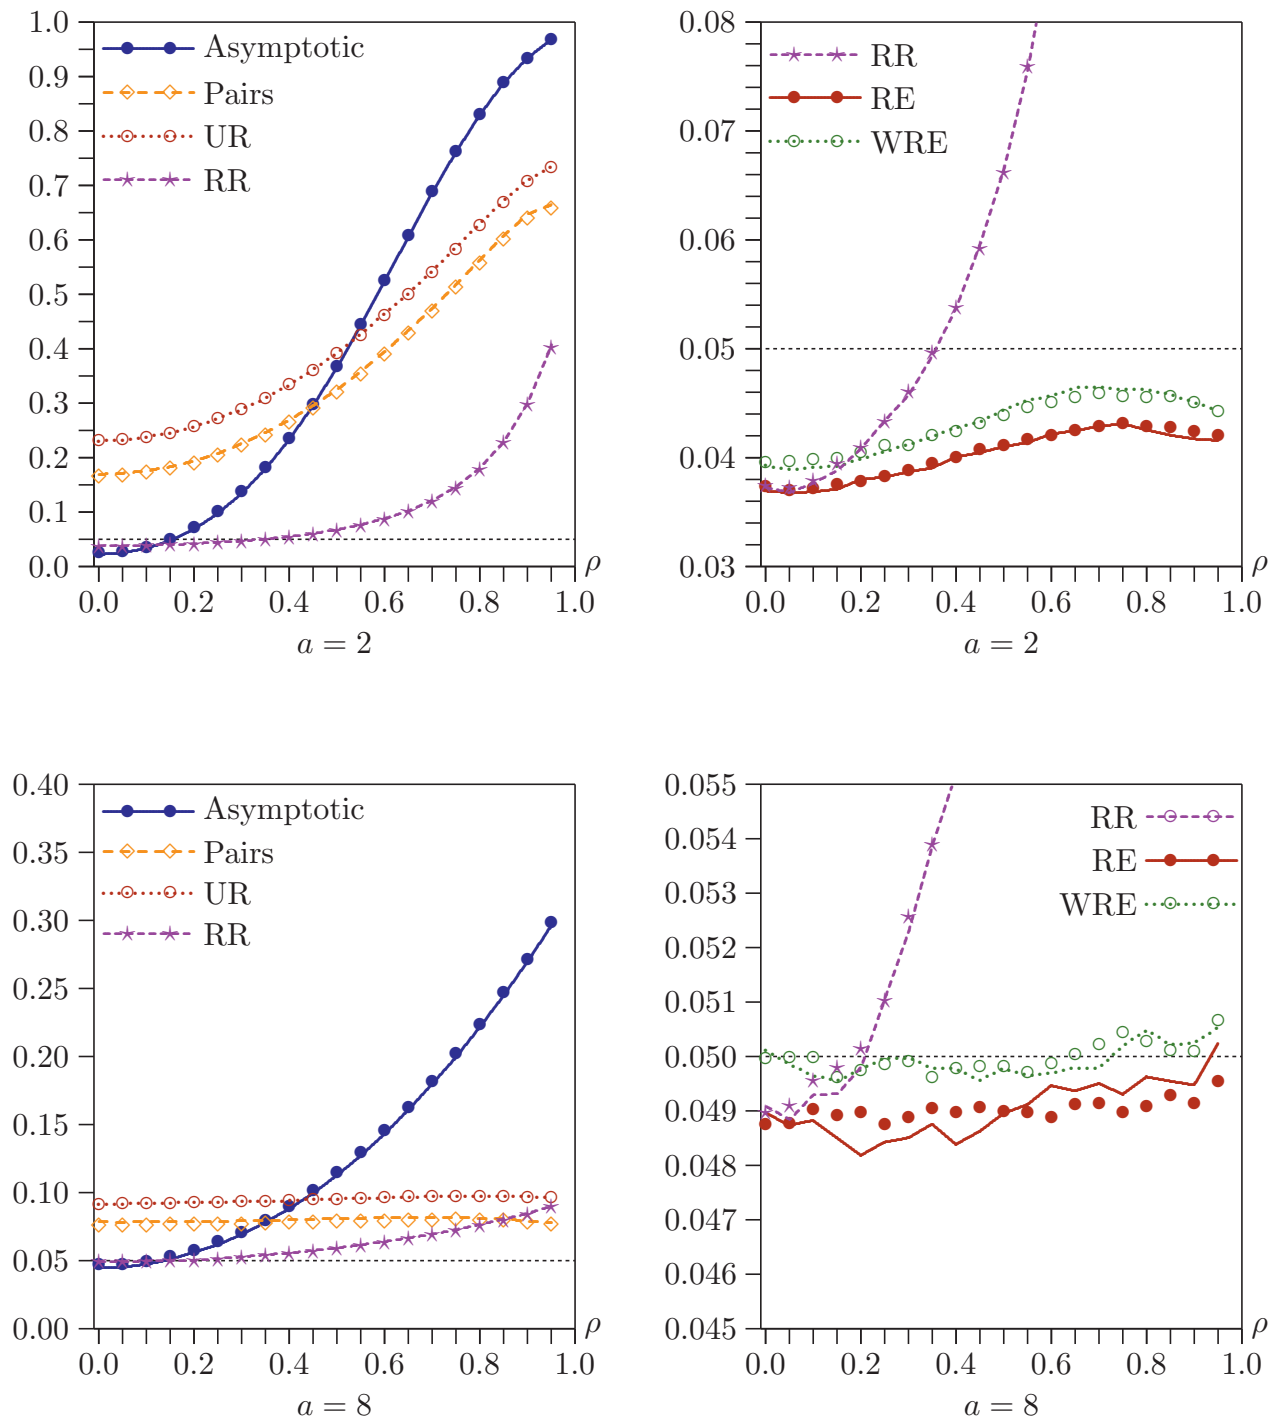 1.0
0.9
0.8
0.7
0.6
0.5
0.4
0.3
0.2
0.1
0.0
Asymptotic
Pairs
UR
RR
0.0 0.2 0.4 0.6 0.8 1.0
ρ
a = 2
0.08
0.07
0.06
0.05
0.04
0.03
RR
RE
WRE
0.0 0.2 0.4 0.6 0.8 1.0
ρ
a = 2
0.40
0.35
0.30
0.25
0.20
0.15
0.10
0.05
0.00
Asymptotic
Pairs
UR
RR
0.0 0.2 0.4 0.6 0.8 1.0
ρ
a = 8
0.055
0.054
0.053
0.052
0.051
0.050
0.049
0.048
0.047
0.046
0.045
RR
RE
WRE
0.0 0.2 0.4 0.6 0.8 1.0
ρ
a = 8